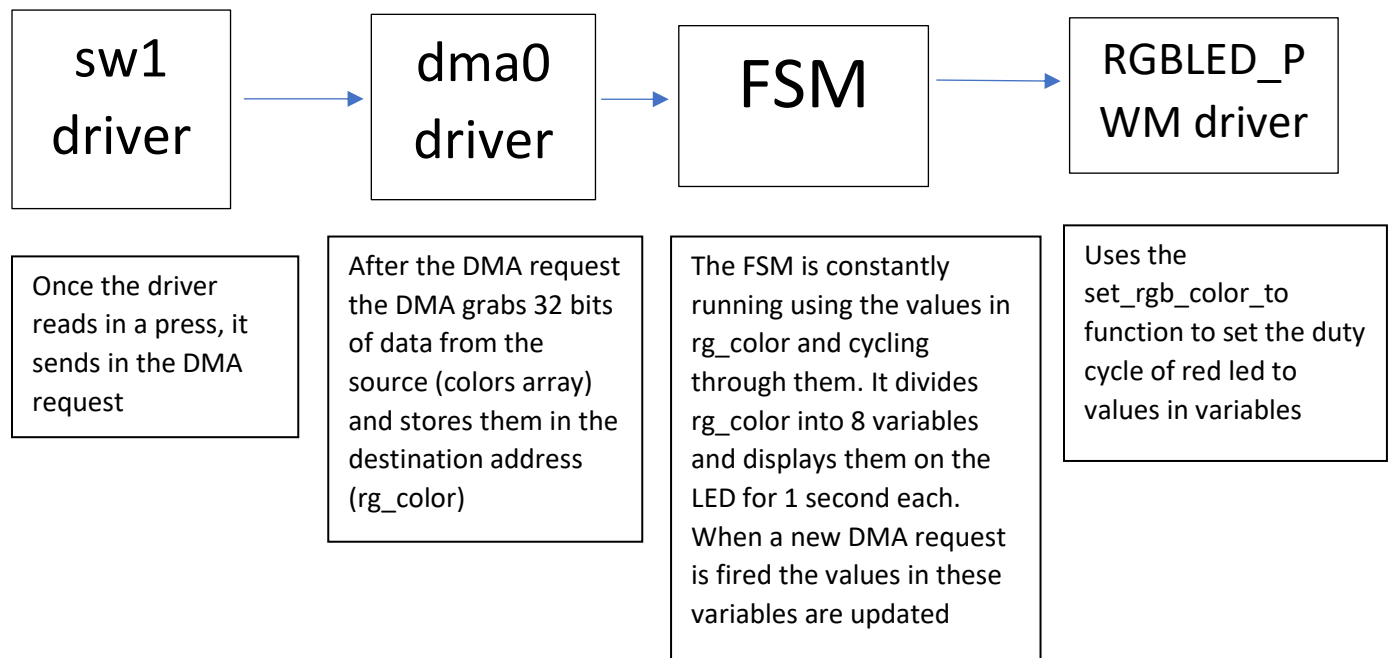 sw1
driver
dma0
driver
FSM
RGBLED_P
WM driver
Once the driver
reads in a press, it
sends in the DMA
request
After the DMA request
the DMA grabs 32 bits
of data from the
source (colors array)
and stores them in the
destination address
(rg_color)
The FSM is constantly
running using the values in
rg_color and cycling
through them. It divides
rg_color into 8 variables
and displays them on the
LED for 1 second each.
When a new DMA request
is fired the values in these
variables are updated
Uses the
set_rgb_color_to
function to set the duty
cycle of red led to
values in variables